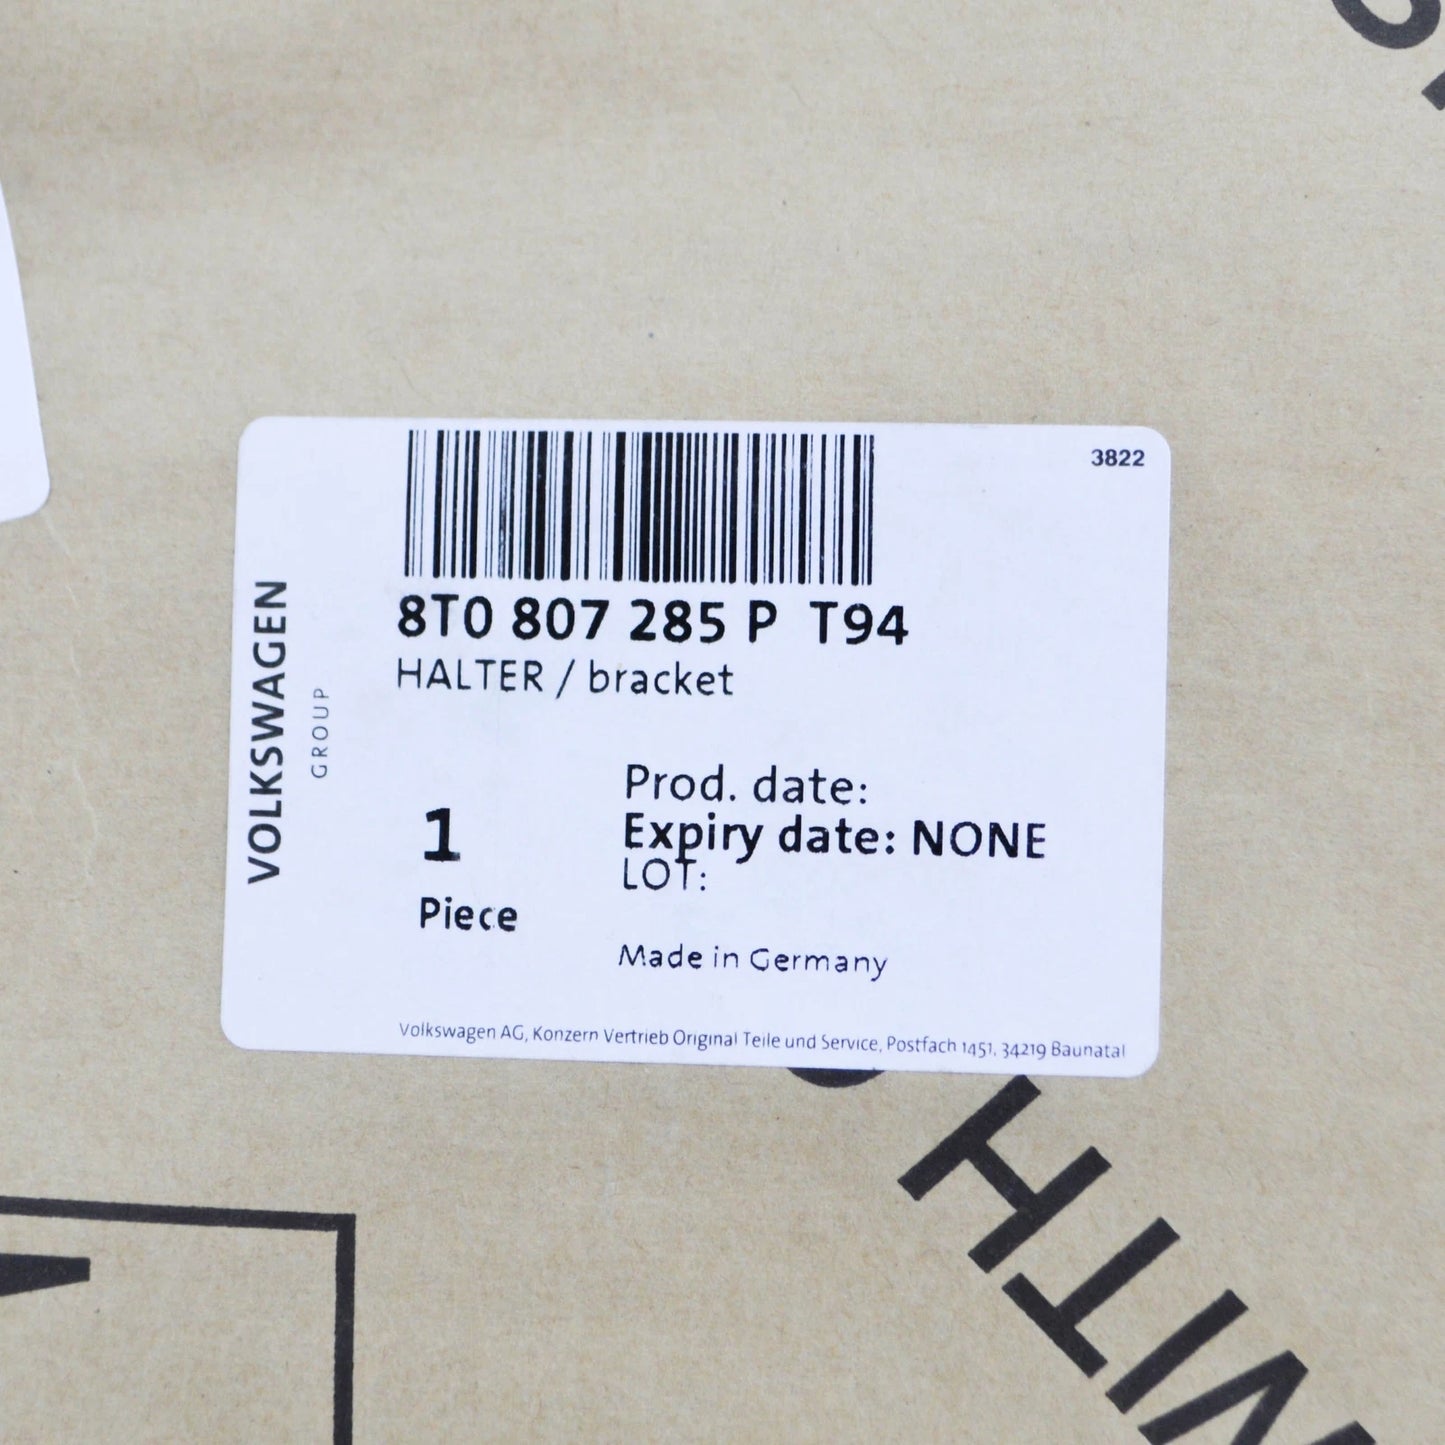 3822
8T0 807 285 P T94
HALTER / bracket
VOLKSWAGEN
GROUP
1
Piece
Prod. date:
Expiry date: NONE
LOT:
Made in Germany
Volkswagen AG, Konzern Vertrieb Original Teile und Service, Postfach 1451, 34219 Baunatal
WITH